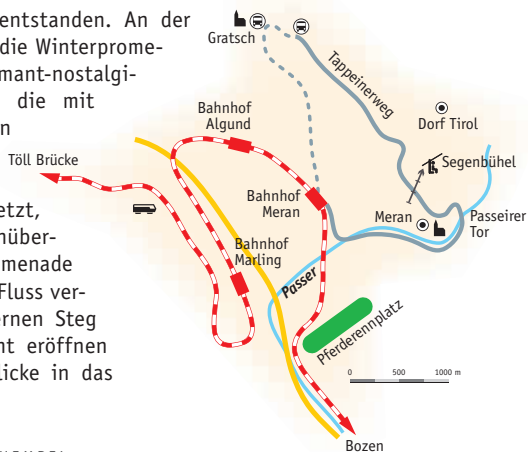 entstanden. An der
die Winterprome-
mant-nostalgi-
die mit
n
etzt,
nüber-
menade
Fluss ver-
ernen Steg
nt eröffnen
licke in das
Gratsch
Tappeinerweg
Bahnhof
Algund
Dorf Tirol
Töll Brücke
Segenbühel
Bahnhof
Meran
Meran
Passeirer
Tor
Bahnhof
Marling
Passer
Pferderennplatz
0 500 1000 m
Bozen